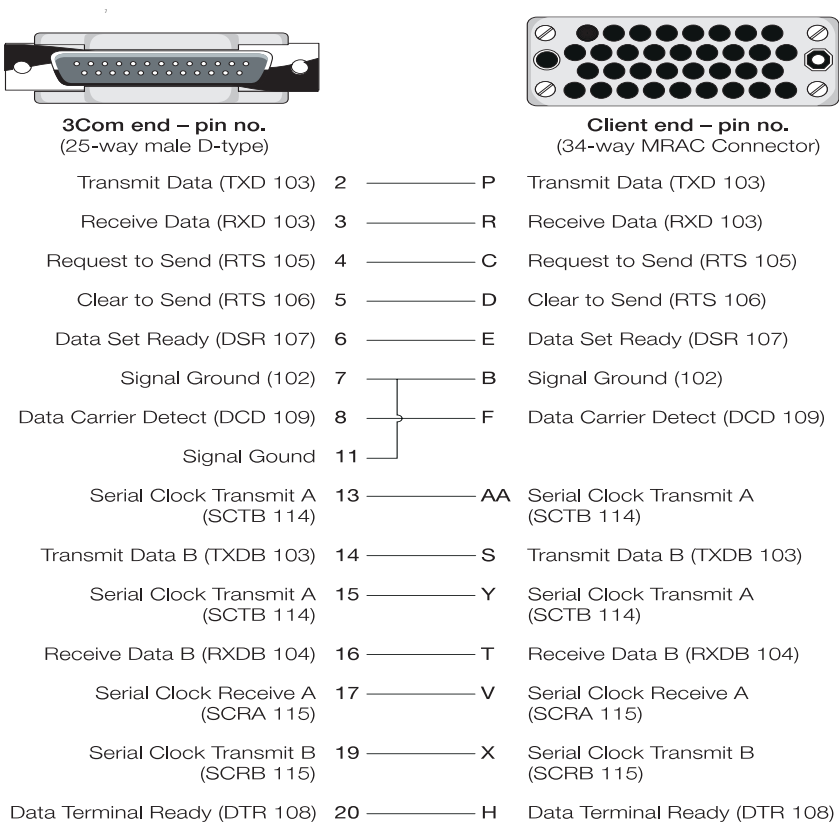 3Com end – pin no. Client end – pin no.
(25-way male D-type) (34-way MRAC Connector)
Transmit Data (TXD 103) 2 P Transmit Data (TXD 103)
Receive Data (RXD 103) 3 R Receive Data (RXD 103)
Request to Send (RTS 105) 4 C Request to Send (RTS 105)
Clear to Send (RTS 106) 5 D Clear to Send (RTS 106)
Data Set Ready (DSR 107) 6 E Data Set Ready (DSR 107)
Signal Ground (102) 7 B Signal Ground (102)
Data Carrier Detect (DCD 109) 8 F Data Carrier Detect (DCD 109)
Signal Gound 11
Serial Clock Transmit A 13 AA Serial Clock Transmit A
(SCTB 114) (SCTB 114)
Transmit Data B (TXDB 103) 14 S Transmit Data B (TXDB 103)
Serial Clock Transmit A 15 Y Serial Clock Transmit A
(SCTB 114) (SCTB 114)
Receive Data B (RXDB 104) 16 T Receive Data B (RXDB 104)
Serial Clock Receive A 17 V Serial Clock Receive A
(SCRA 115) (SCRA 115)
Serial Clock Transmit B 19 X Serial Clock Transmit B
(SCRB 115) (SCRB 115)
Data Terminal Ready (DTR 108) 20 H Data Terminal Ready (DTR 108)